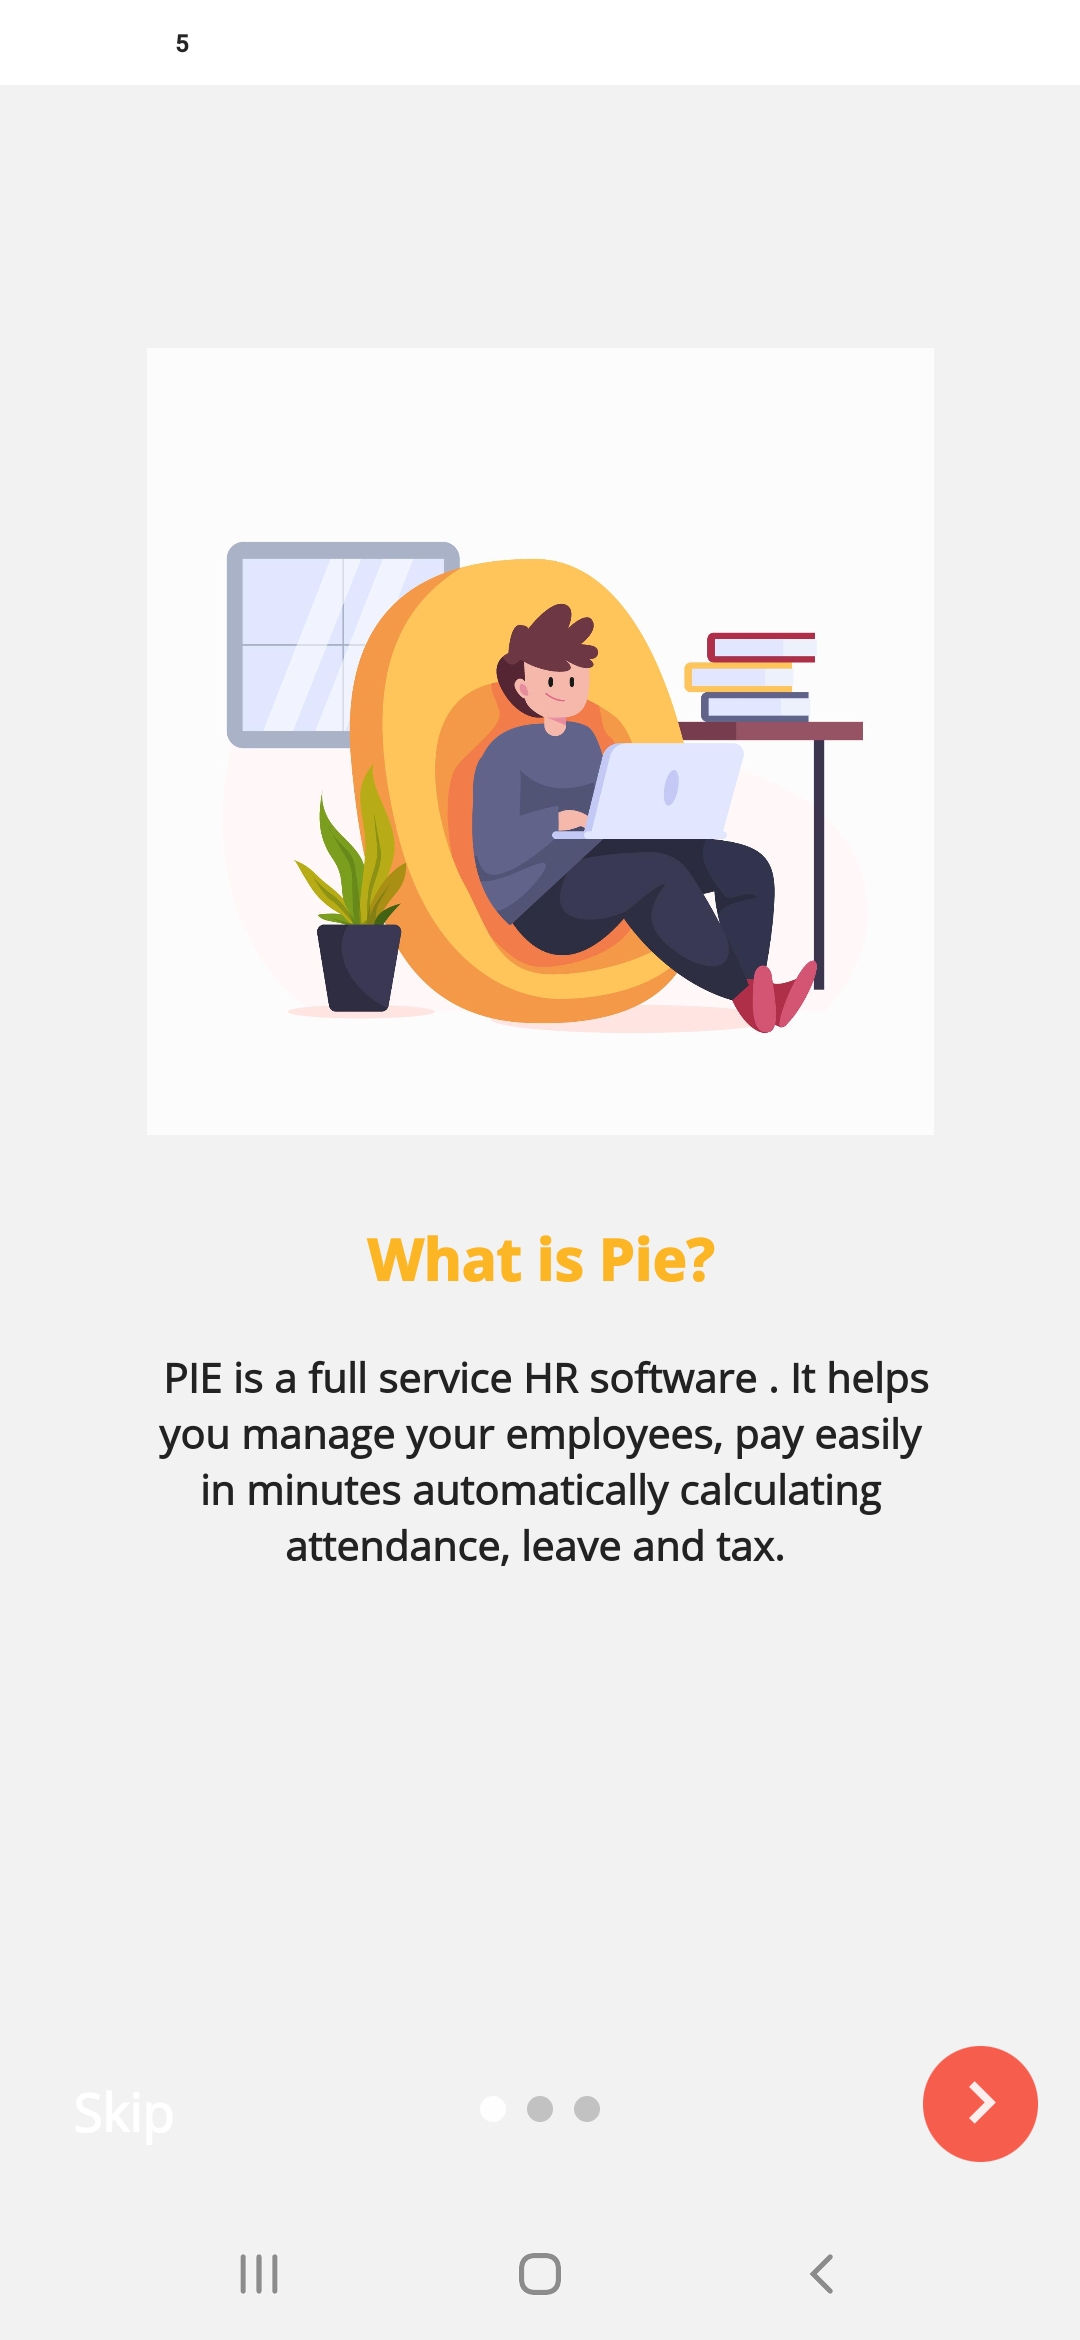 5
What is Pie?
PIE is a full service HR software . It helps
you manage your employees, pay easily
in minutes automatically calculating
attendance, leave and tax.
Skip